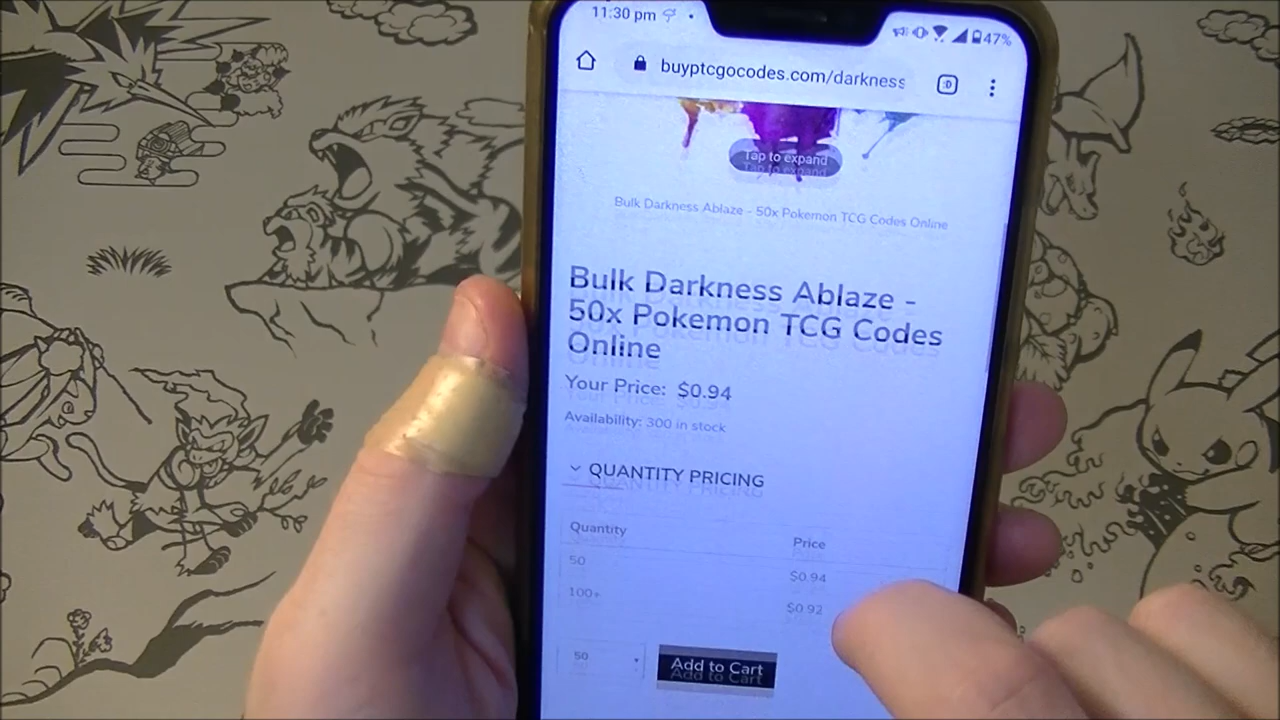 11:30 pm
47%
buyptcgocodes.com/darkness
:D
Tap to expand
Bulk Darkness Ablaze - 50x Pokemon TCG Codes Online
Bulk Darkness Ablaze -
50x Pokemon TCG Codes
Online
Your Price: $0.94
Availability: 300 in stock
QUANTITY PRICING
Quantity Price
50 $0.94
100+ $0.92
50
Add to Cart